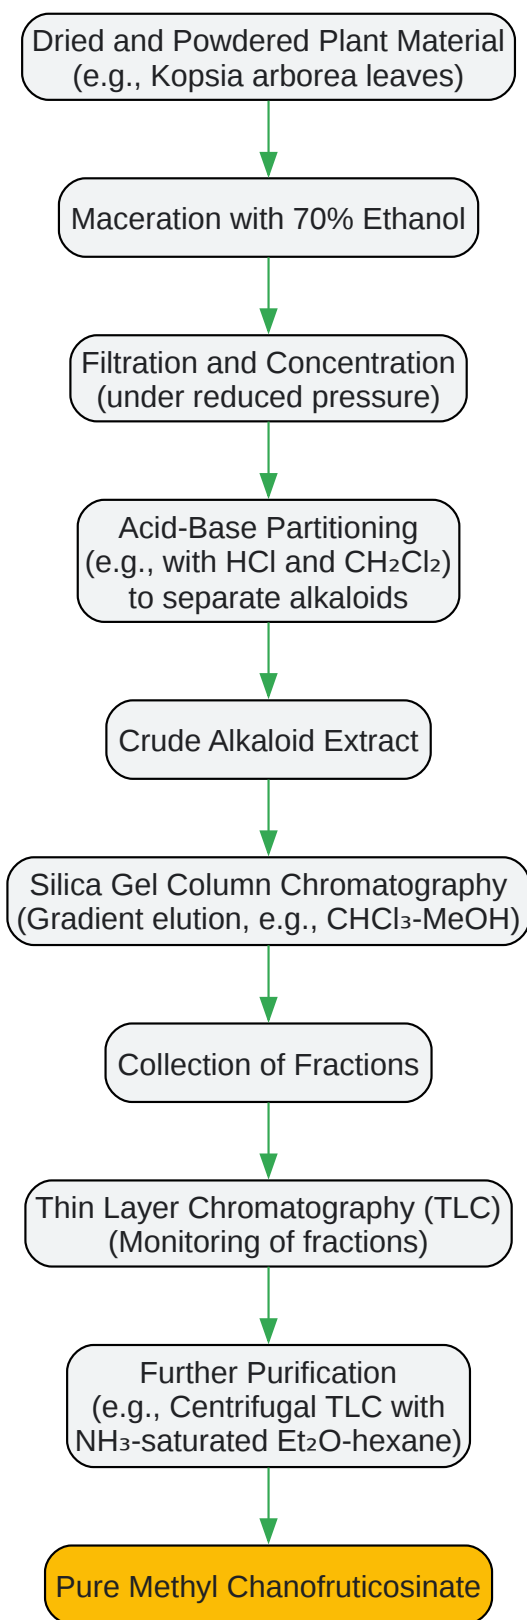 Dried and Powdered Plant Material
(e.g., Kopsia arborea leaves)
Maceration with 70% Ethanol
Filtration and Concentration
(under reduced pressure)
Acid-Base Partitioning
(e.g., with HCl and CH₂Cl₂)
to separate alkaloids
Crude Alkaloid Extract
Silica Gel Column Chromatography
(Gradient elution, e.g., CHCl₃-MeOH)
Collection of Fractions
Thin Layer Chromatography (TLC)
(Monitoring of fractions)
Further Purification
(e.g., Centrifugal TLC with
NH₃-saturated Et₂O-hexane)
Pure Methyl Chanofruticosinate